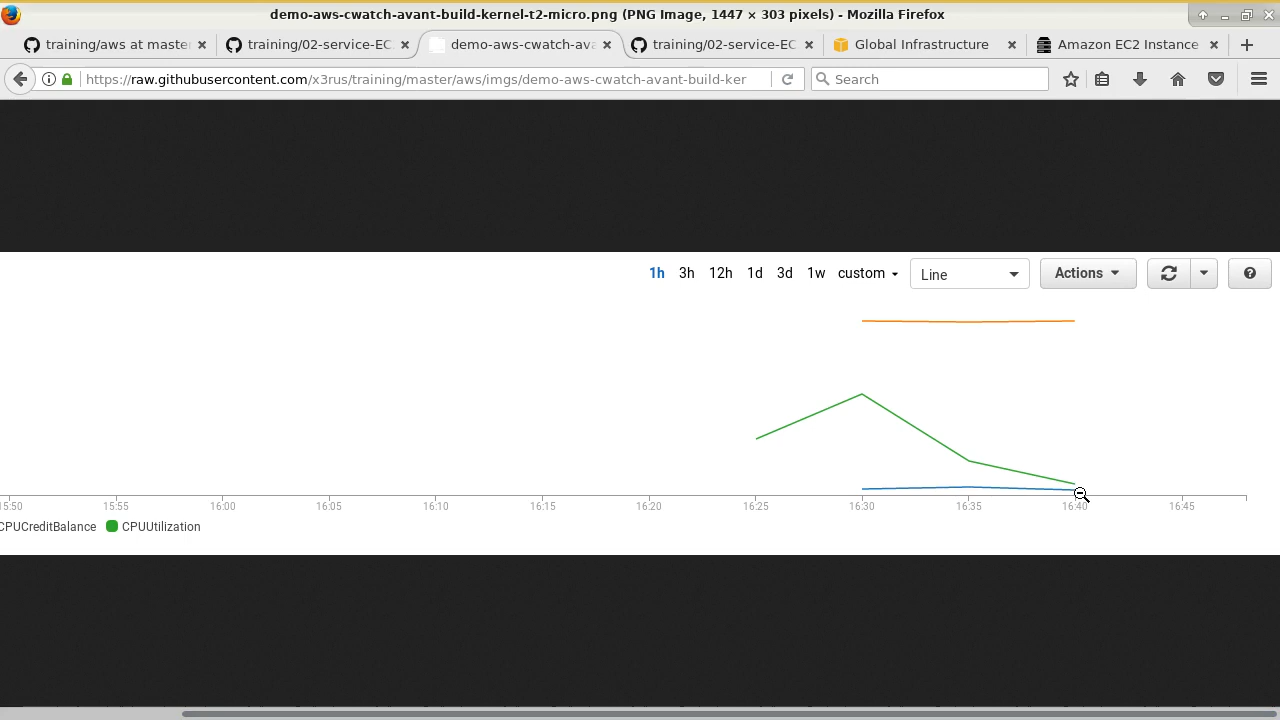 demo-aws-cwatch-avant-build-kernel-t2-micro.png (PNG Image, 1447 × 303 pixels) - Mozilla Firefox
training/aws at maste
training/02-service-EC
demo-aws-cwatch-ava
training/02-service-EC
Global Infrastructure
Amazon EC2 Instance
https://raw.githubusercontent.com/x3rus/training/master/aws/imgs/demo-aws-cwatch-avant-build-ker
Search
1h 3h 12h 1d 3d 1w custom
Line
Actions
15:50 15:55 16:00 16:05 16:10 16:15 16:20 16:25 16:30 16:35 16:40 16:45
CPUCreditBalance CPUUtilization